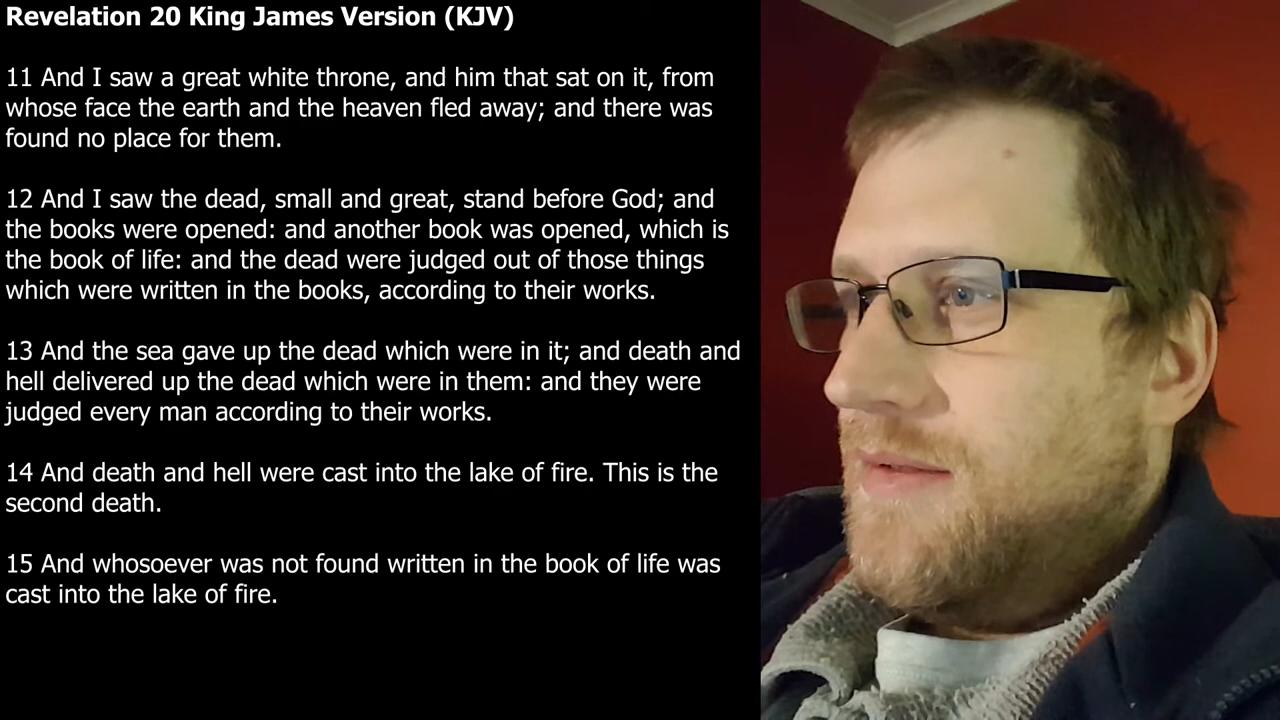 Revelation 20 King James Version (KJV)
11 And I saw a great white throne, and him that sat on it, from
whose face the earth and the heaven fled away; and there was
found no place for them.
12 And I saw the dead, small and great, stand before God; and
the books were opened: and another book was opened, which is
the book of life: and the dead were judged out of those things
which were written in the books, according to their works.
13 And the sea gave up the dead which were in it; and death and
hell delivered up the dead which were in them: and they were
judged every man according to their works.
14 And death and hell were cast into the lake of fire. This is the
second death.
15 And whosoever was not found written in the book of life was
cast into the lake of fire.